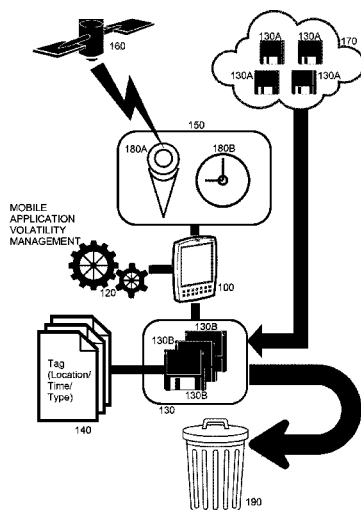 160
130A
130A
130A
130A
170
150
180A
180B
MOBILE
APPLICATION
VOLATILITY
MANAGEMENT
120
100
130B
130B
130B
130
Tag
(Location/
Time/
Type)
140
190